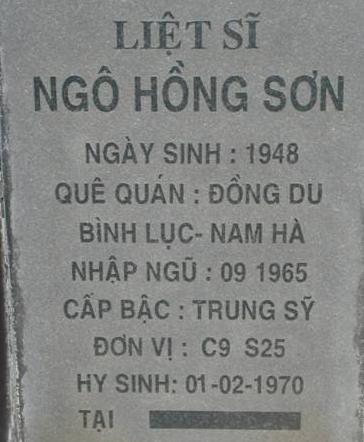 LIỆT SĨ
NGÔ HỒNG SƠN
NGÀY SINH : 1948
QUÊ QUÁN : ĐỒNG DU
BÌNH LỤC- NAM HÀ
NHẬP NGŨ : 09 1965
CẤP BẬC : TRUNG SỸ
ĐƠN VỊ : C9 S25
HY SINH: 01-02-1970
TẠI